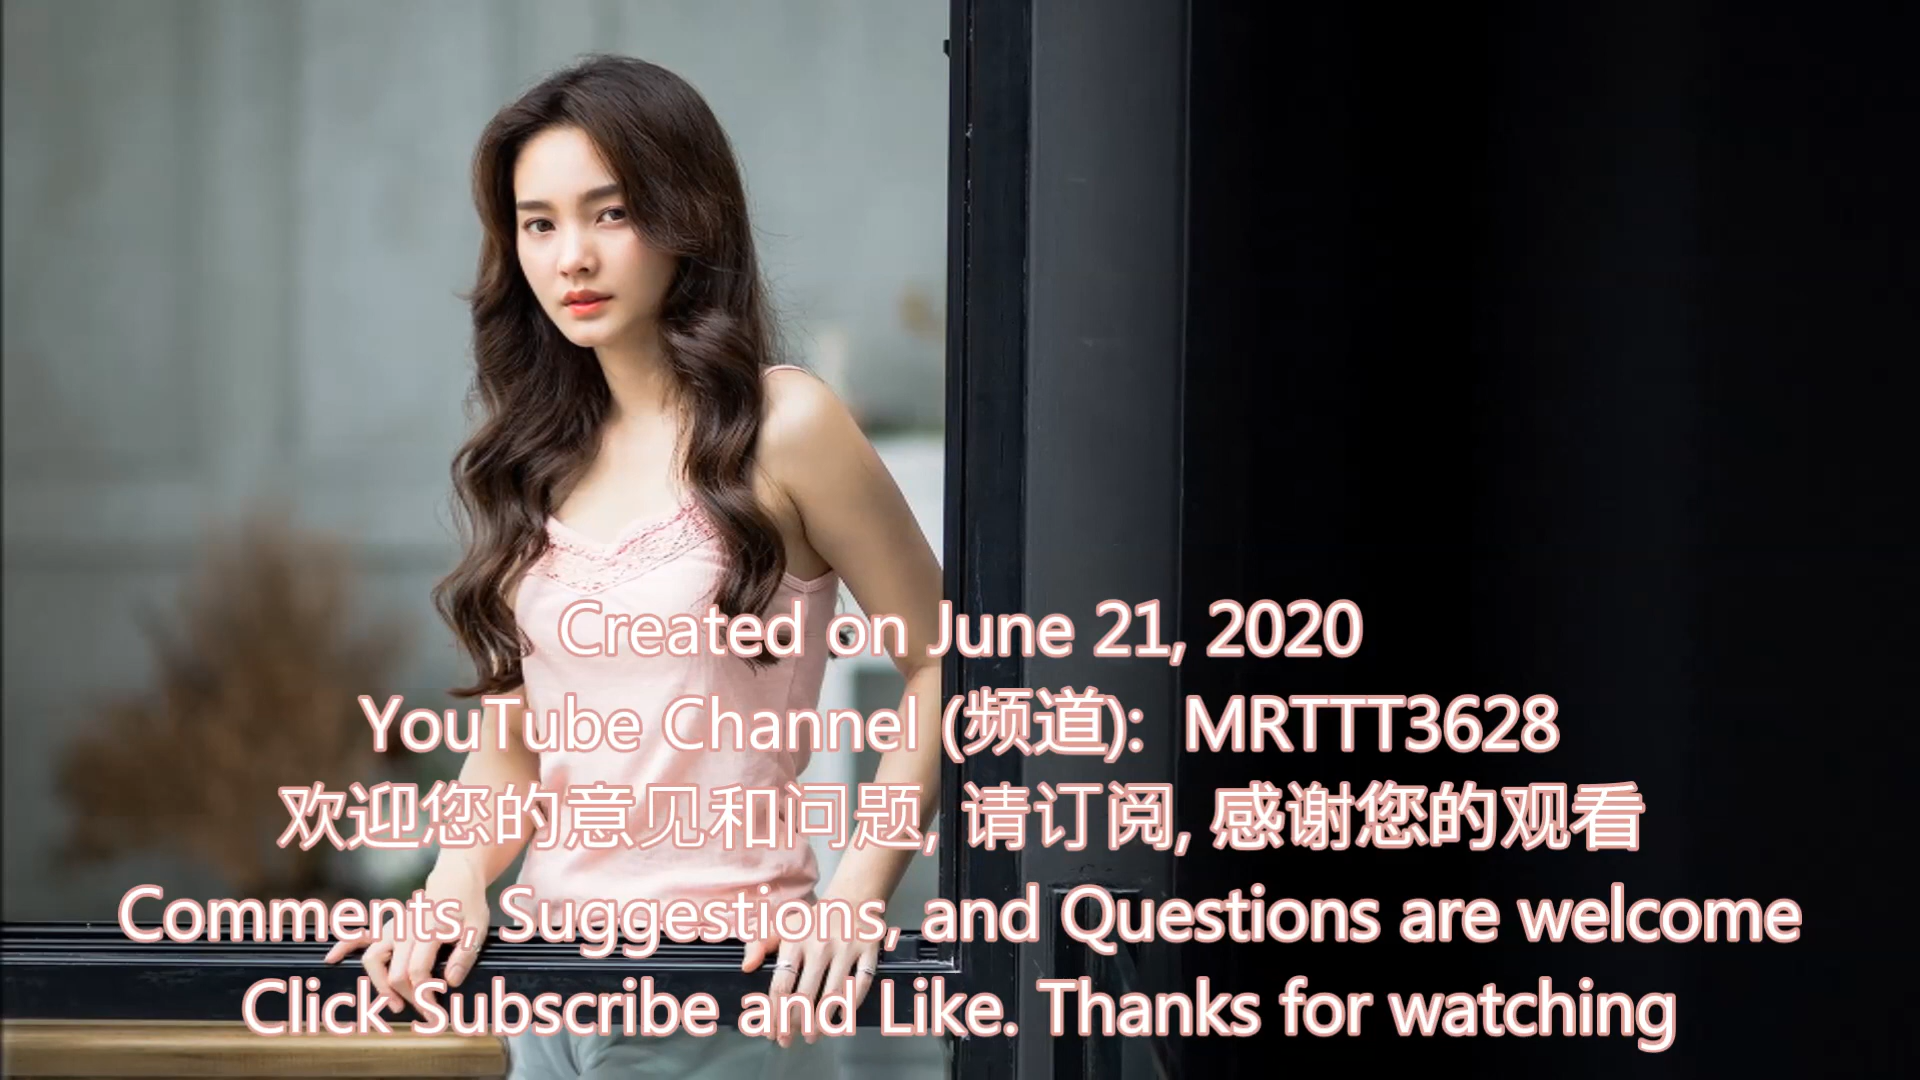 Created on June 21, 2020
YouTube Channel (频道): MRTTT3628
欢迎您的意见和问题, 请订阅, 感谢您的观看
Comments, Suggestions, and Questions are welcome
Click Subscribe and Like. Thanks for watching